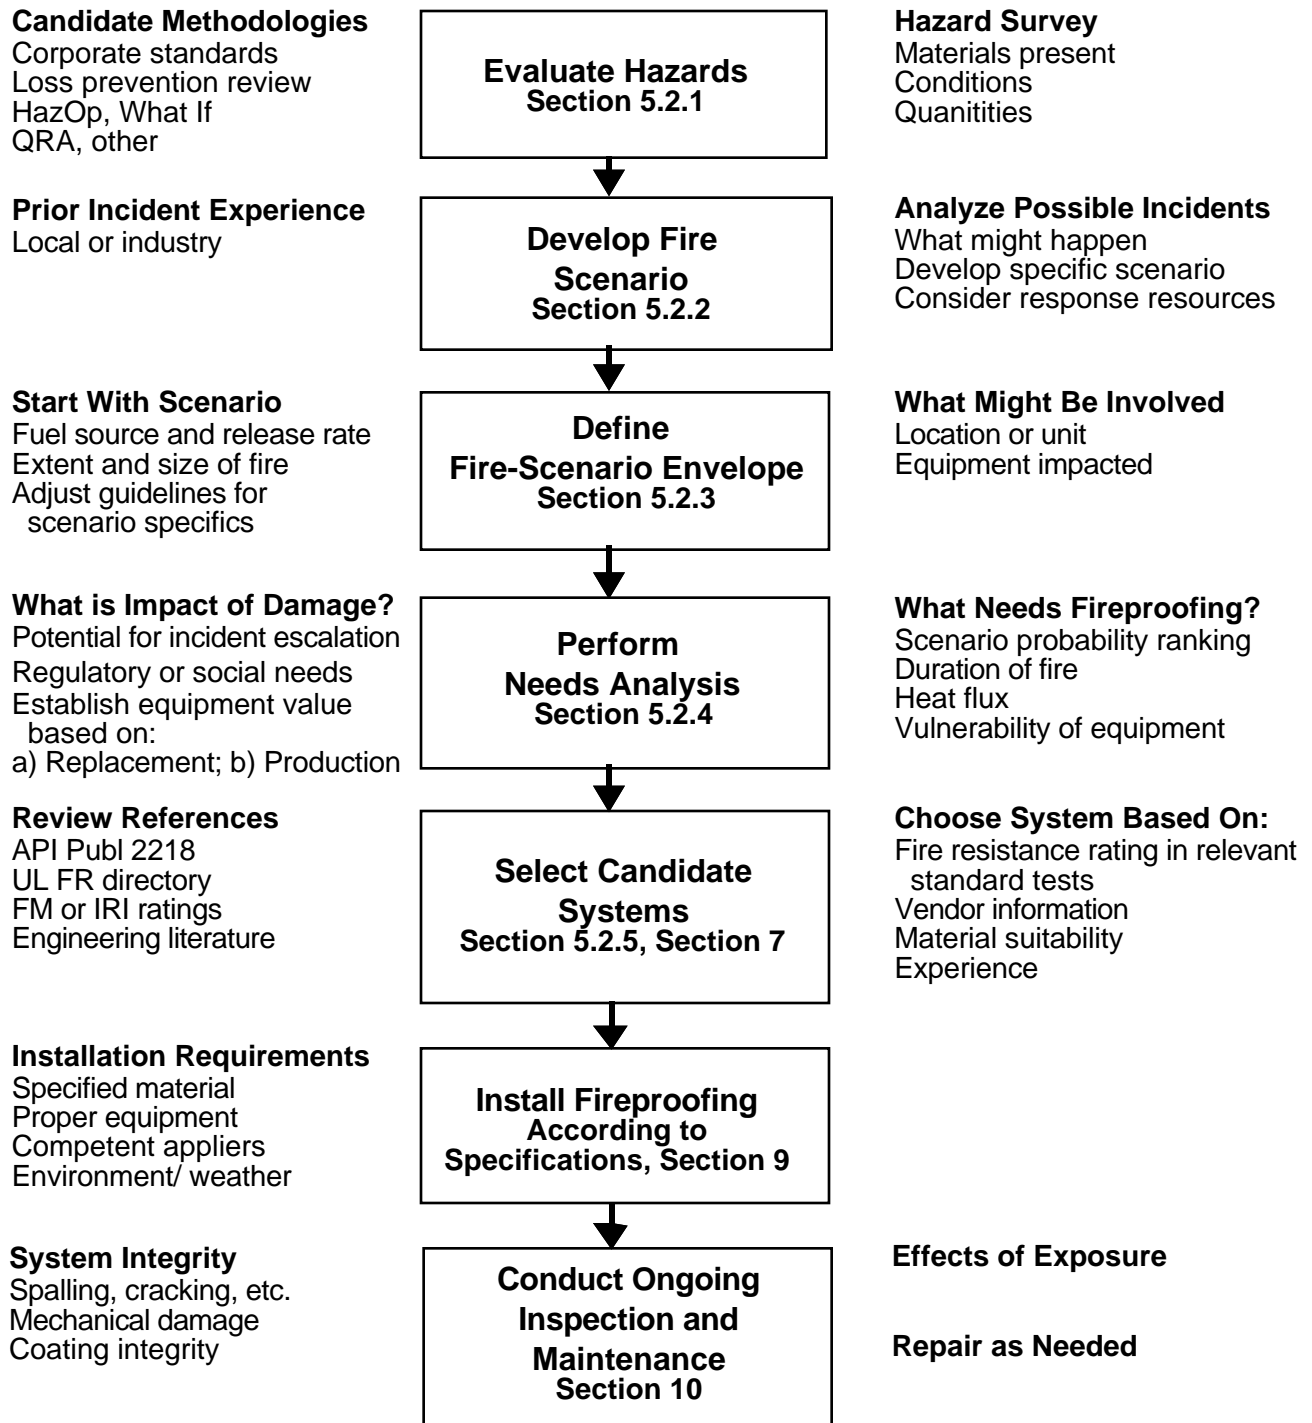 Candidate Methodologies
Corporate standards
Loss prevention review
HazOp, What If
QRA, other
Evaluate Hazards
Section 5.2.1
Hazard Survey
Materials present
Conditions
Quanitities
Prior Incident Experience
Local or industry
Develop Fire
Scenario
Section 5.2.2
Analyze Possible Incidents
What might happen
Develop specific scenario
Consider response resources
Start With Scenario
Fuel source and release rate
Extent and size of fire
Adjust guidelines for
scenario specifics
Define
Fire-Scenario Envelope
Section 5.2.3
What Might Be Involved
Location or unit
Equipment impacted
What is Impact of Damage?
Potential for incident escalation
Regulatory or social needs
Establish equipment value
based on:
a) Replacement; b) Production
Perform
Needs Analysis
Section 5.2.4
What Needs Fireproofing?
Scenario probability ranking
Duration of fire
Heat flux
Vulnerability of equipment
Review References
API Publ 2218
UL FR directory
FM or IRI ratings
Engineering literature
Select Candidate
Systems
Section 5.2.5, Section 7
Choose System Based On:
Fire resistance rating in relevant
standard tests
Vendor information
Material suitability
Experience
Installation Requirements
Specified material
Proper equipment
Competent appliers
Environment/ weather
Install Fireproofing
According to
Specifications, Section 9
System Integrity
Spalling, cracking, etc.
Mechanical damage
Coating integrity
Conduct Ongoing
Inspection and
Maintenance
Section 10
Effects of Exposure
Repair as Needed